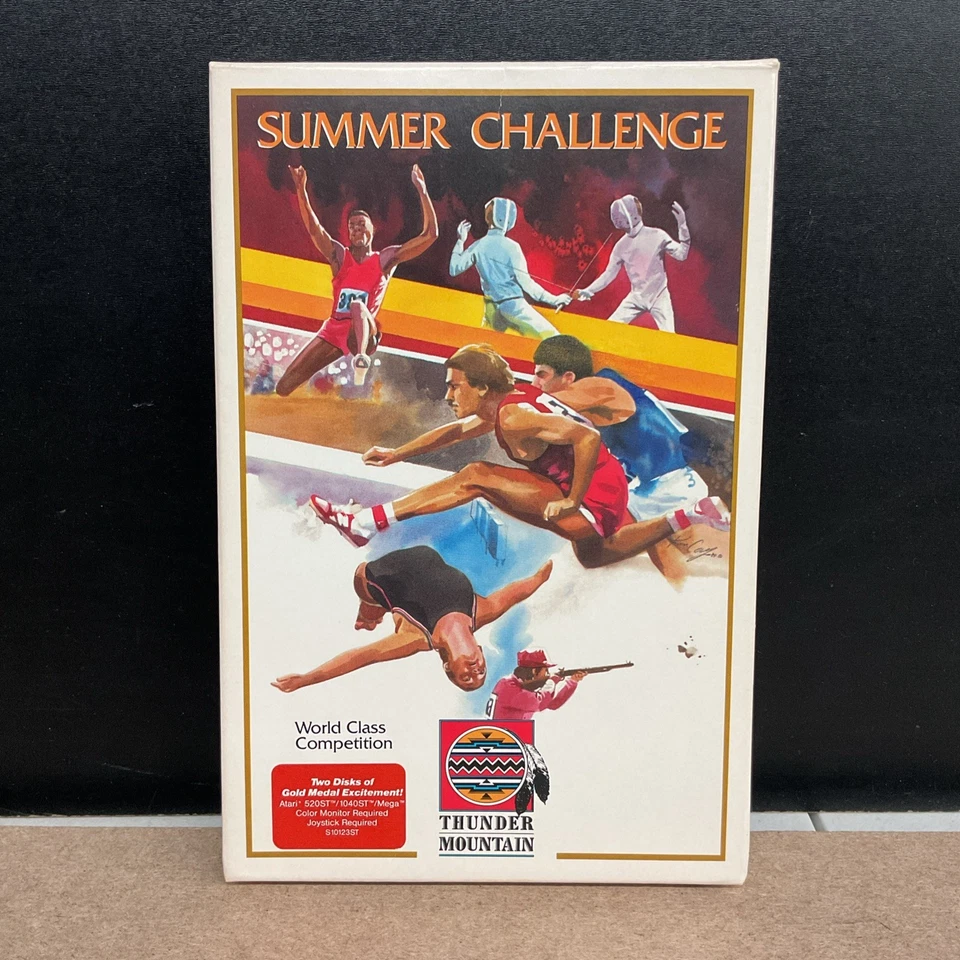 SUMMER CHALLENGE
World Class
Competition
Two Disks of
Gold Medal Excitement!
Atari® 520ST™/1040ST™/Mega™
Color Monitor Required
Joystick Required
S10123ST
THUNDER
MOUNTAIN